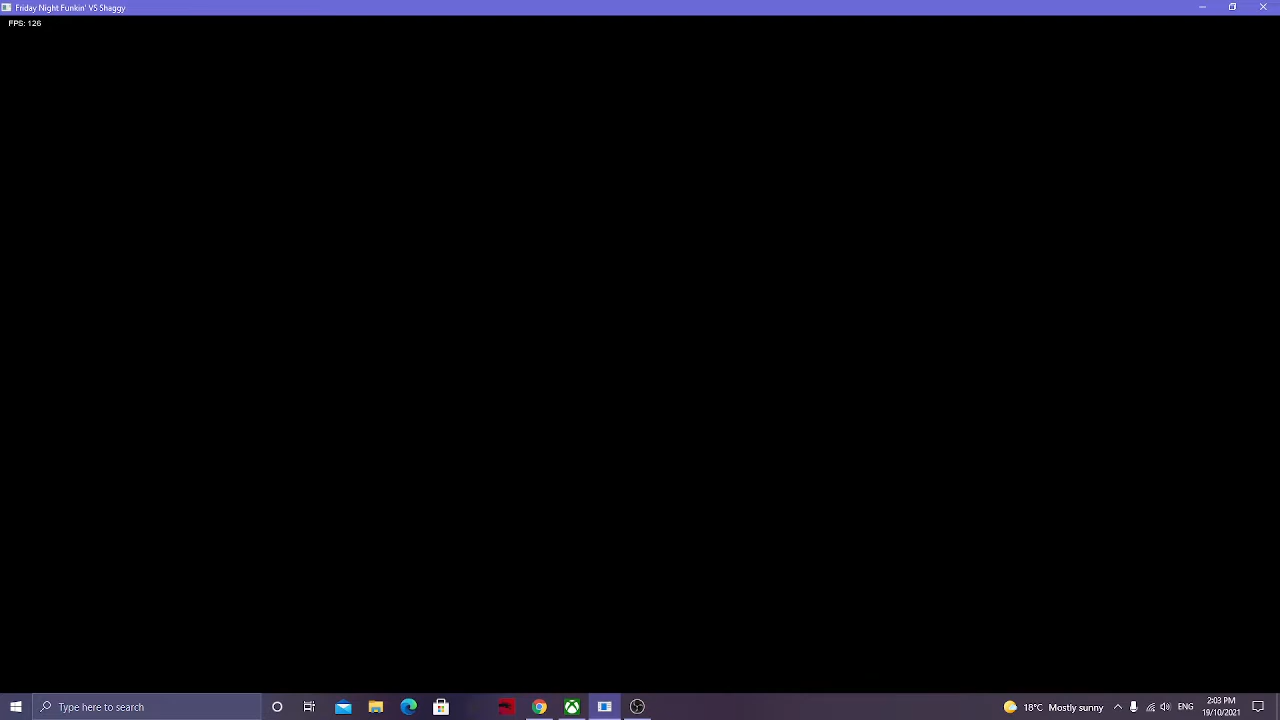 Friday Night Funkin' VS Shaggy
FPS: 126
Type here to search
18°C Mostly sunny
ENG
2:03 PM
19/10/2021